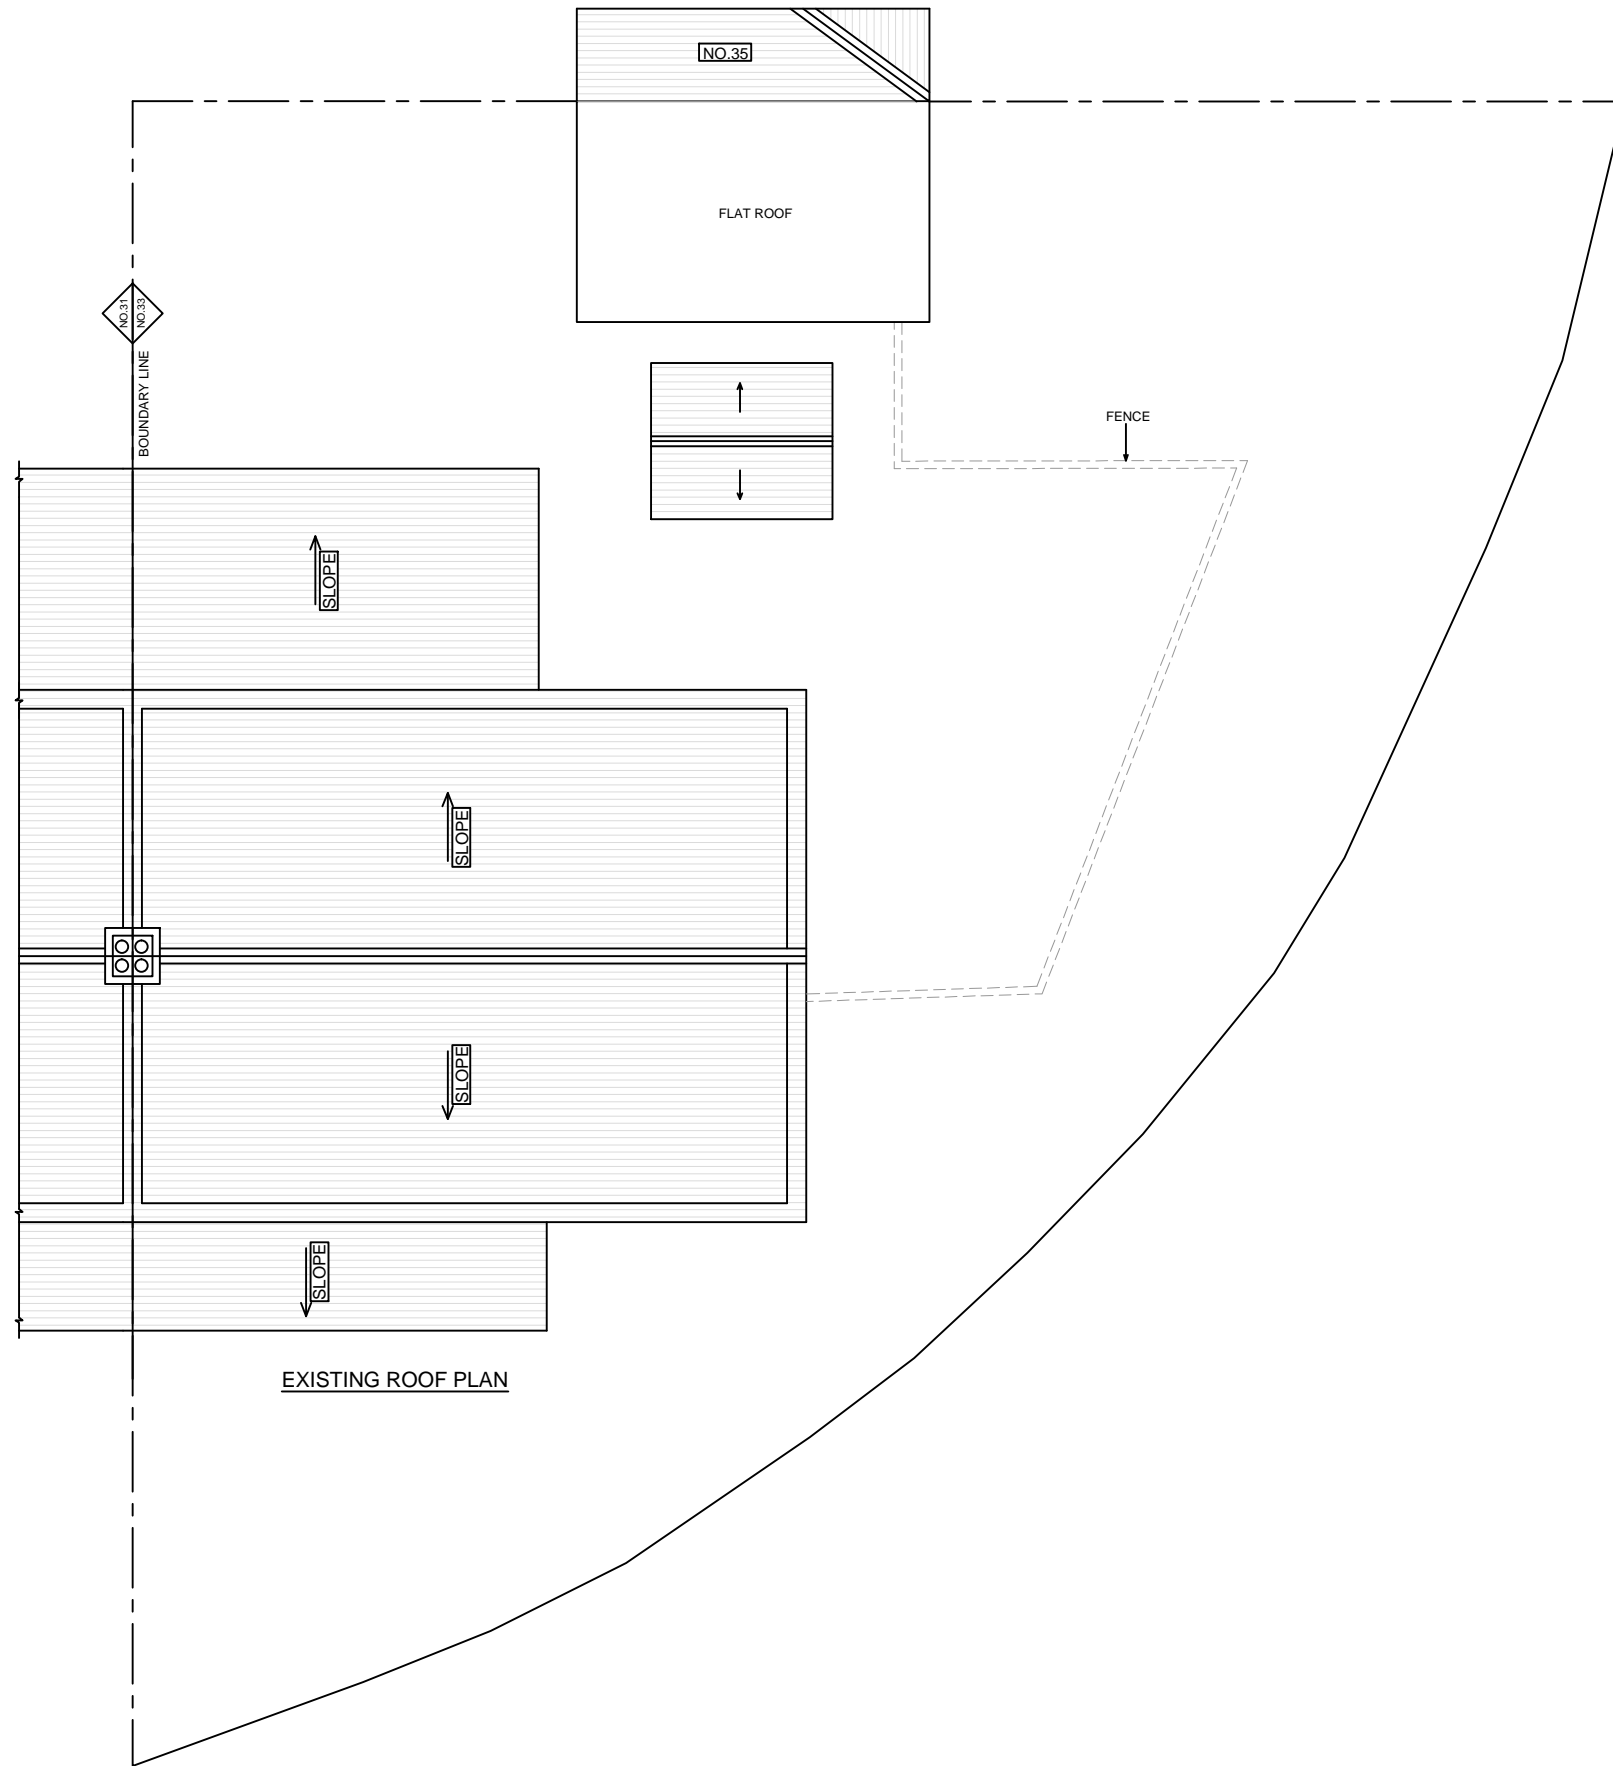 NO.35
FLAT ROOF
NO.31
NO.33
BOUNDARY LINE
FENCE
SLOPE
SLOPE
SLOPE
SLOPE
EXISTING ROOF PLAN